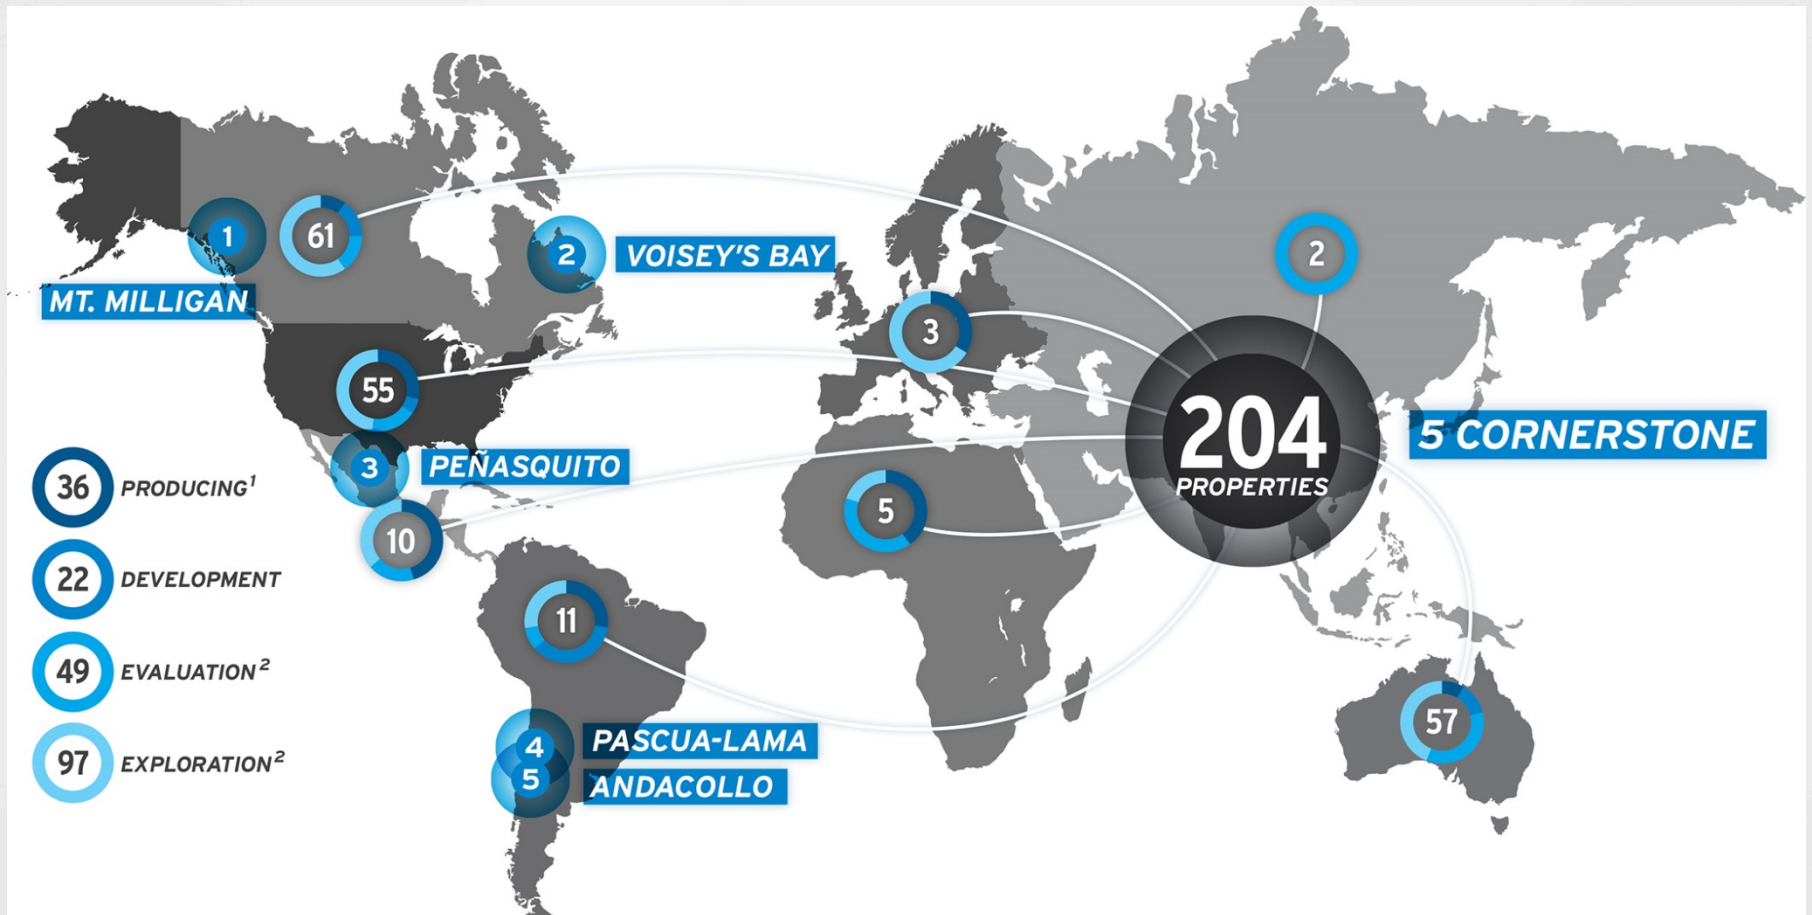 1
61
2
VOISEY'S BAY
2
MT. MILLIGAN
3
55
204
PROPERTIES
5 CORNERSTONE
3
PEÑASQUITO
36 PRODUCING¹
5
10
22 DEVELOPMENT
11
49 EVALUATION²
57
4
PASCUA-LAMA
97 EXPLORATION²
5
ANDACOLLO